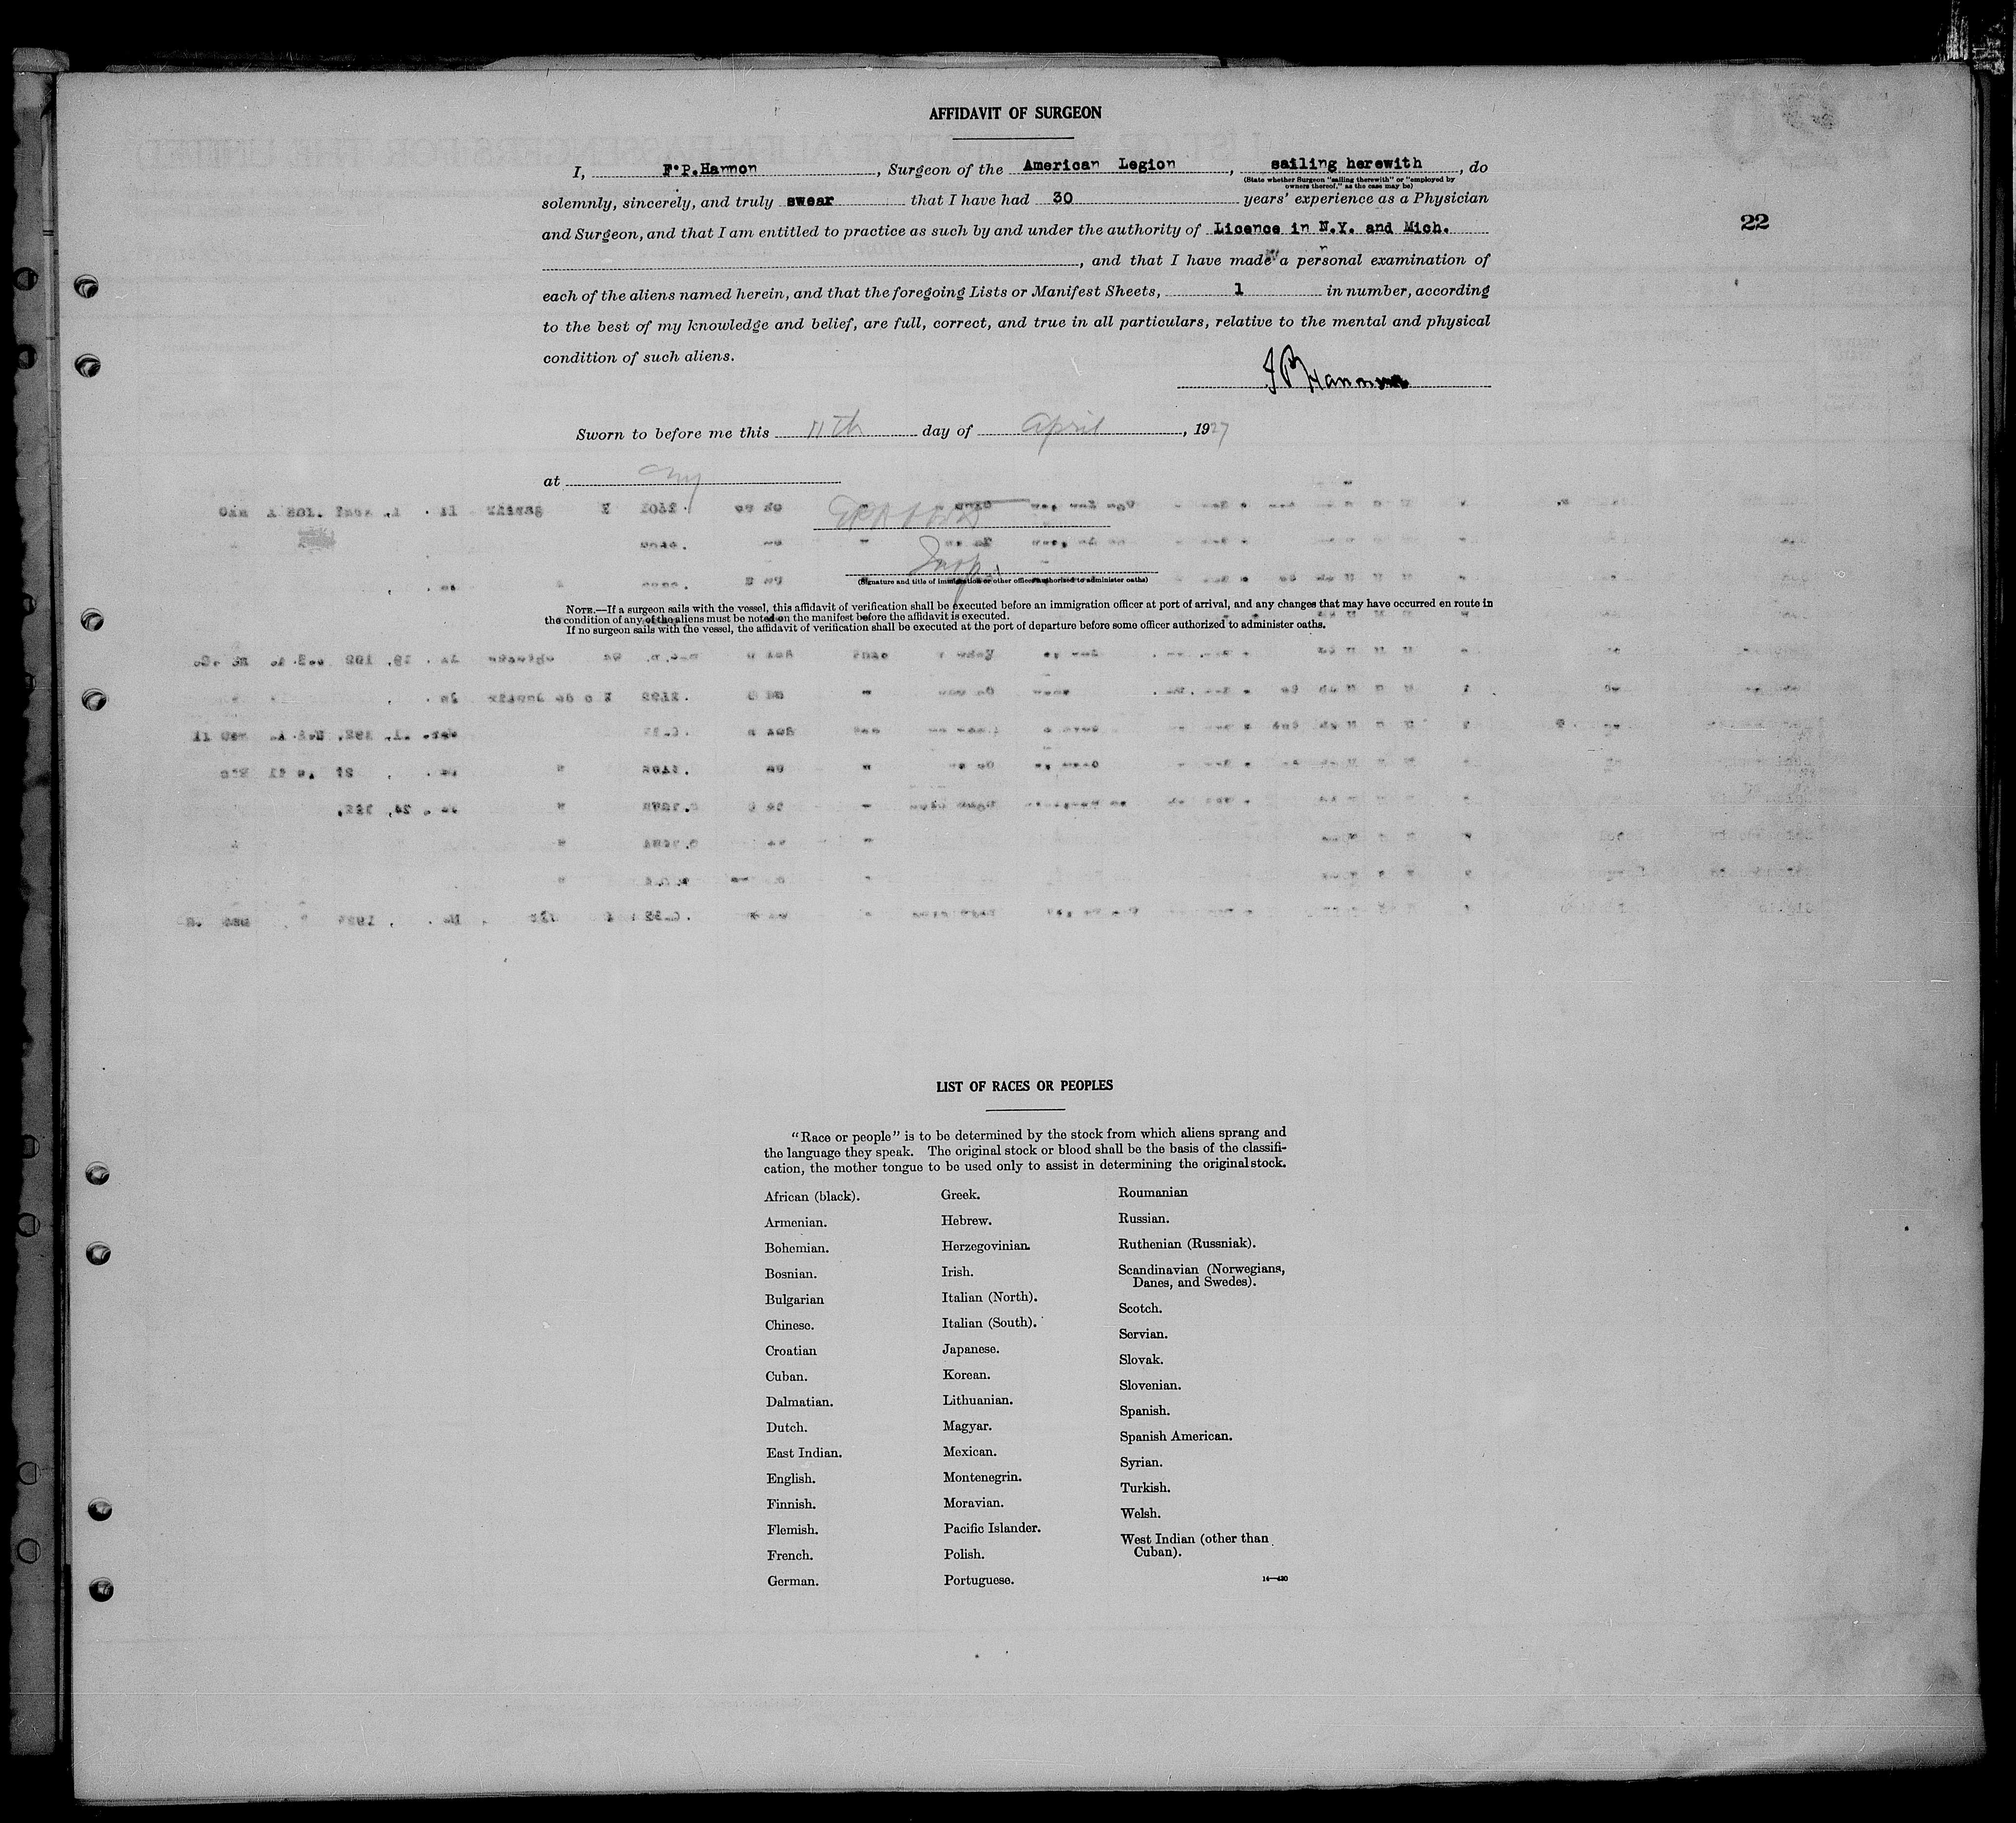 AFFIDAVIT OF SURGEON
I, F.P.Hannon, Surgeon of the American Legion, sailing herewith, do
(State whether Surgeon "sailing therewith" or "employed by
owners thereof," as the case may be)
solemnly, sincerely, and truly swear that I have had 30 years' experience as a Physician
22
and Surgeon, and that I am entitled to practice as such by and under the authority of Licence in N.Y. and Mich.
, and that I have made a personal examination of
each of the aliens named herein, and that the foregoing Lists or Manifest Sheets, 1 in number, according
to the best of my knowledge and belief, are full, correct, and true in all particulars, relative to the mental and physical
condition of such aliens.
F P Hannon
Sworn to before me this 11th day of April, 1927
at NY
Insp.
(Signature and title of immigration or other officer authorized to administer oaths)
NOTE.—If a surgeon sails with the vessel, this affidavit of verification shall be executed before an immigration officer at port of arrival, and any changes that may have occurred en route in
the condition of any of the aliens must be noted on the manifest before the affidavit is executed.
If no surgeon sails with the vessel, the affidavit of verification shall be executed at the port of departure before some officer authorized to administer oaths.
LIST OF RACES OR PEOPLES
"Race or people" is to be determined by the stock from which aliens sprang and
the language they speak. The original stock or blood shall be the basis of the classifi-
cation, the mother tongue to be used only to assist in determining the original stock.
African (black).
Armenian.
Bohemian.
Bosnian.
Bulgarian
Chinese.
Croatian
Cuban.
Dalmatian.
Dutch.
East Indian.
English.
Finnish.
Flemish.
French.
German.
Greek.
Hebrew.
Herzegovinian.
Irish.
Italian (North).
Italian (South).
Japanese.
Korean.
Lithuanian.
Magyar.
Mexican.
Montenegrin.
Moravian.
Pacific Islander.
Polish.
Portuguese.
Roumanian
Russian.
Ruthenian (Russniak).
Scandinavian (Norwegians,
Danes, and Swedes).
Scotch.
Servian.
Slovak.
Slovenian.
Spanish.
Spanish American.
Syrian.
Turkish.
Welsh.
West Indian (other than
Cuban).
14—430